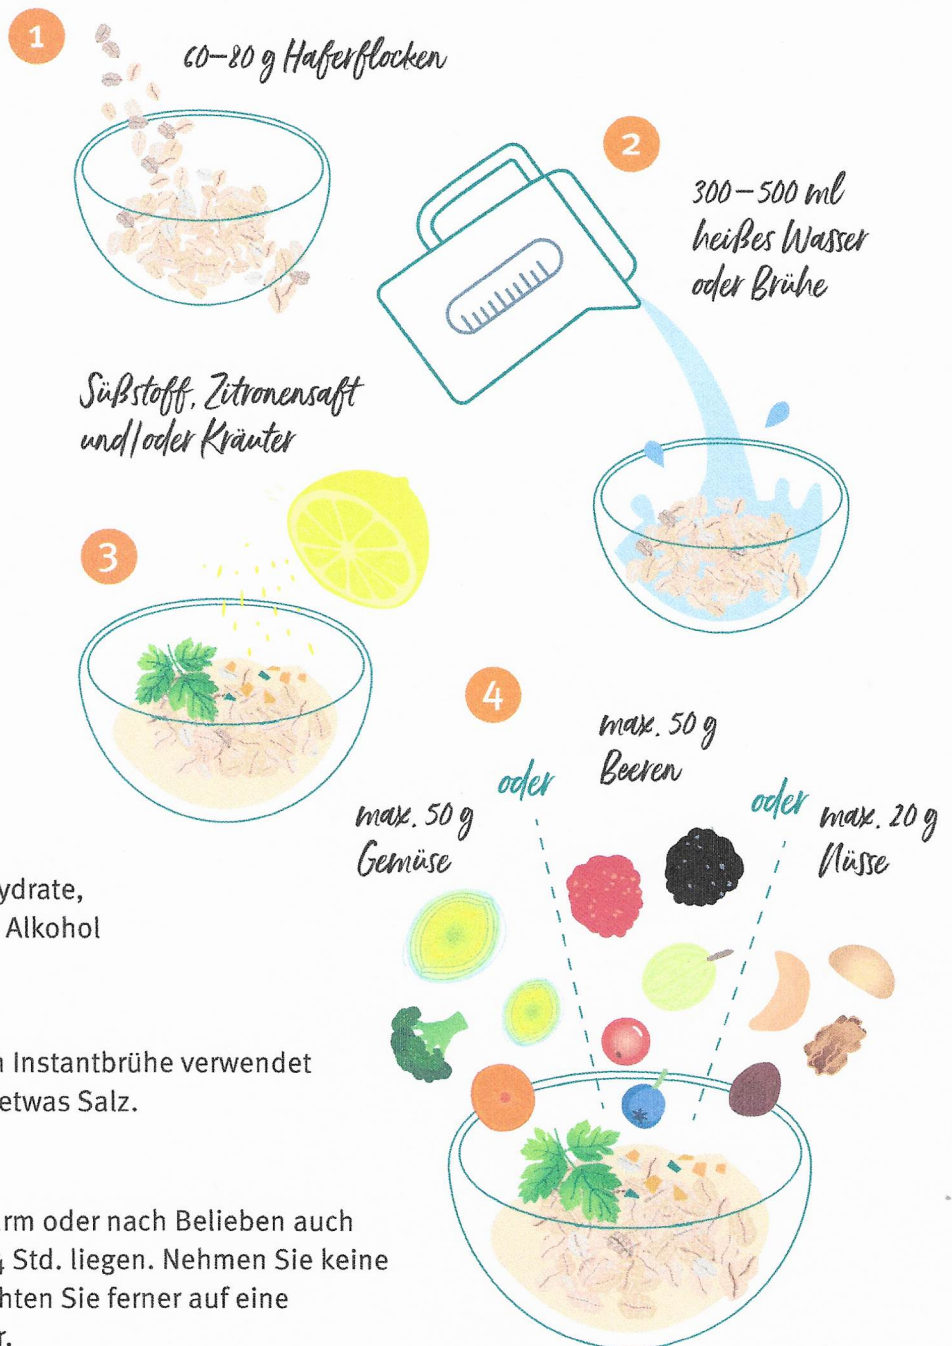 1
60–80 g Haferflocken
2
300–500 ml
heißes Wasser
oder Brühe
Süßstoff, Zitronensaft
und/oder Kräuter
3
4
max. 50 g
Gemüse
oder
max. 50 g
Beeren
oder
max. 20 g
Nüsse
ydrate,
Alkohol
Instantbrühe verwendet
etwas Salz.
rm oder nach Belieben auch
4 Std. liegen. Nehmen Sie keine
hten Sie ferner auf eine
r.